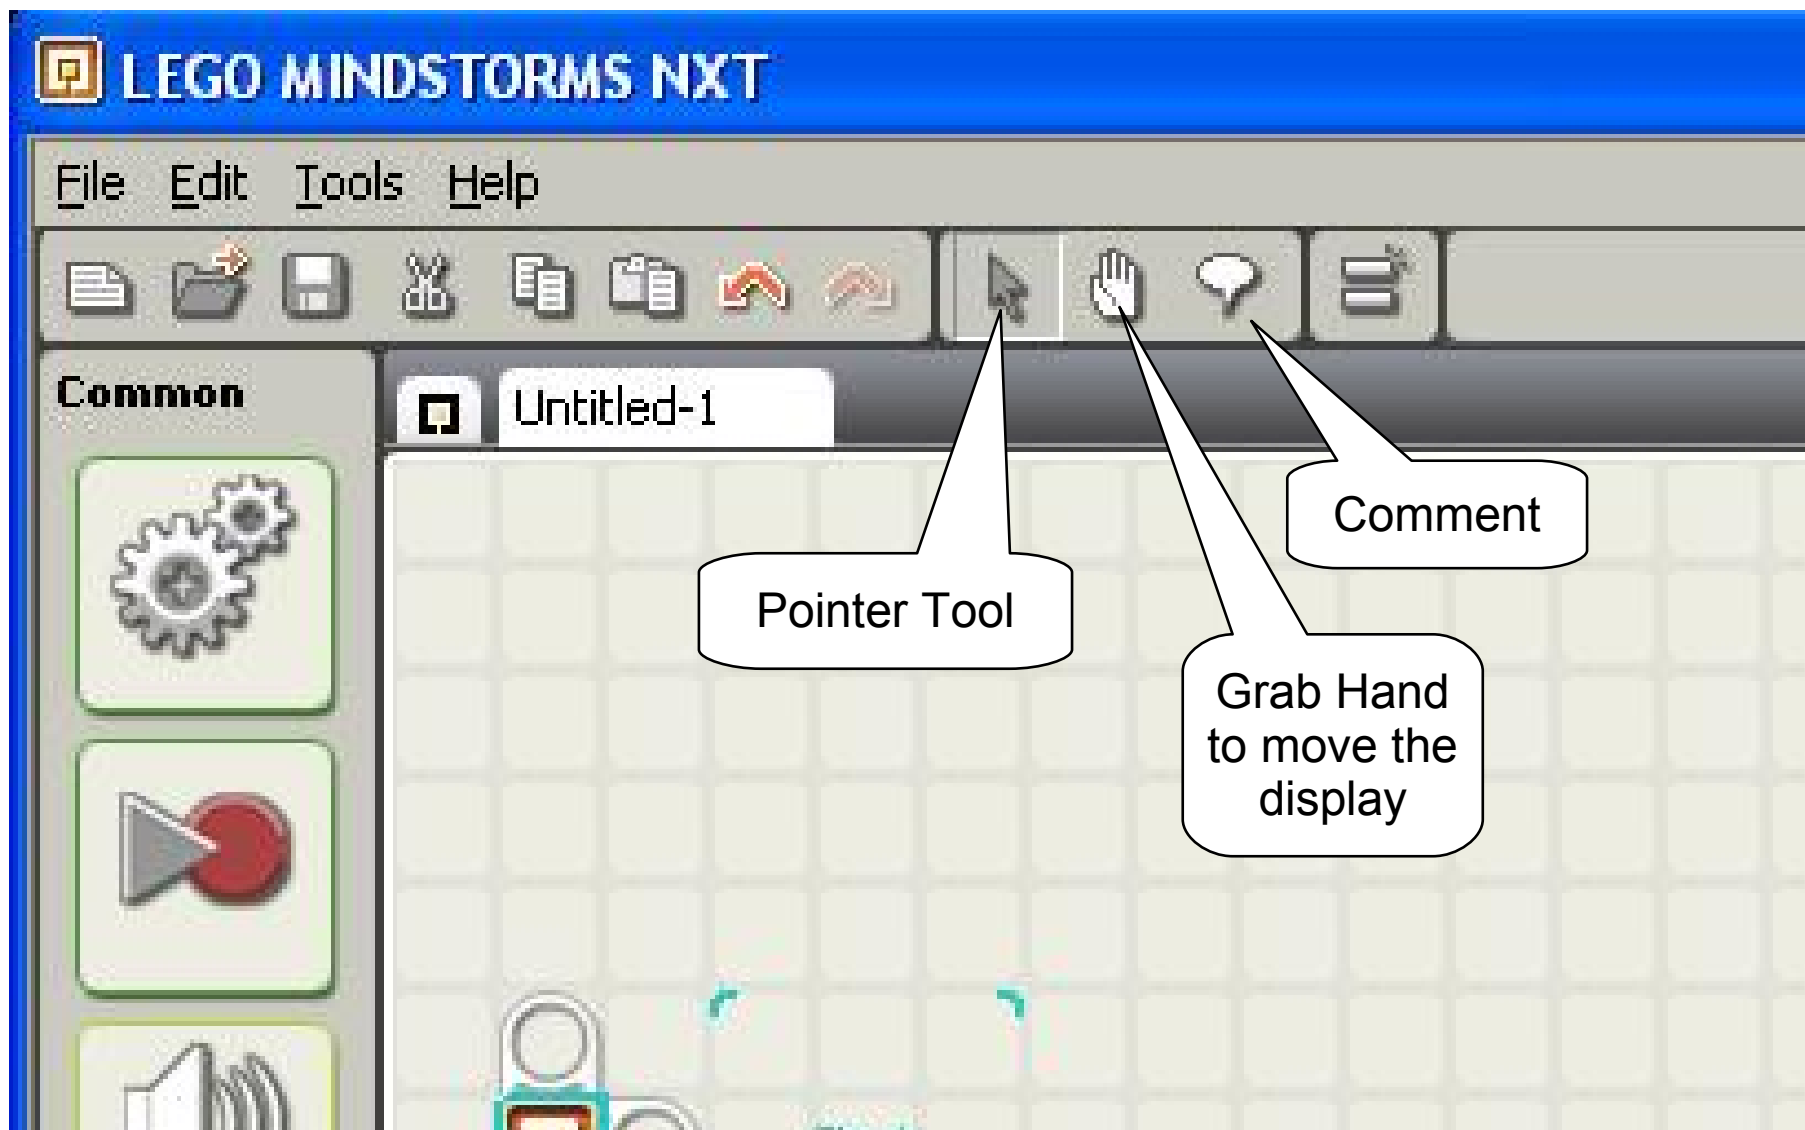 LEGO MINDSTORMS NXT
File Edit Tools Help
Common
Untitled-1
Comment
Pointer Tool
Grab Hand
to move the
display